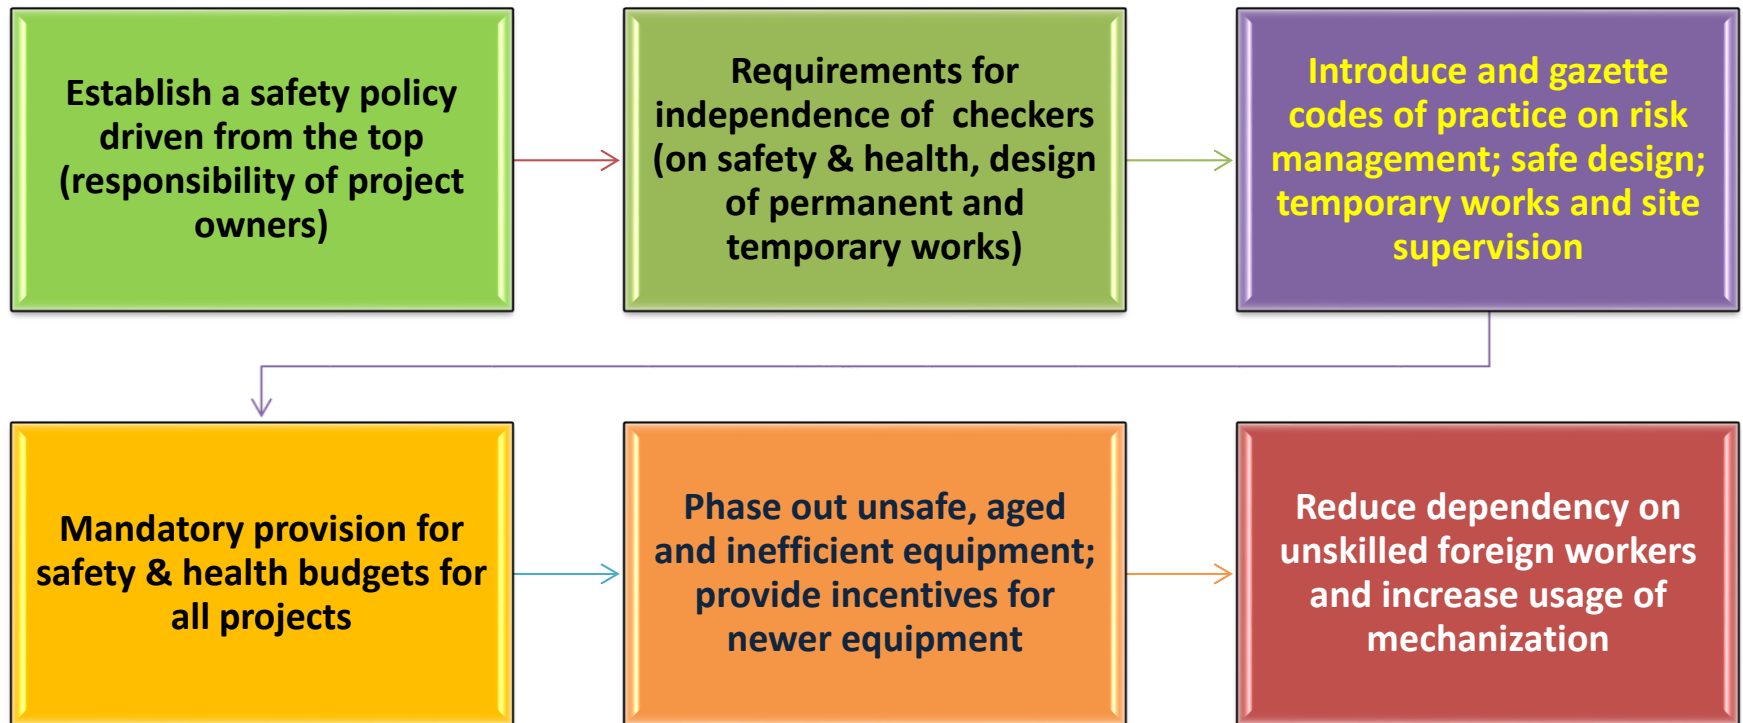 Establish a safety policy
driven from the top
(responsibility of project
owners)
Requirements for
independence of checkers
(on safety & health, design
of permanent and
temporary works)
Introduce and gazette
codes of practice on risk
management; safe design;
temporary works and site
supervision
Mandatory provision for
safety & health budgets for
all projects
Phase out unsafe, aged
and inefficient equipment;
provide incentives for
newer equipment
Reduce dependency on
unskilled foreign workers
and increase usage of
mechanization